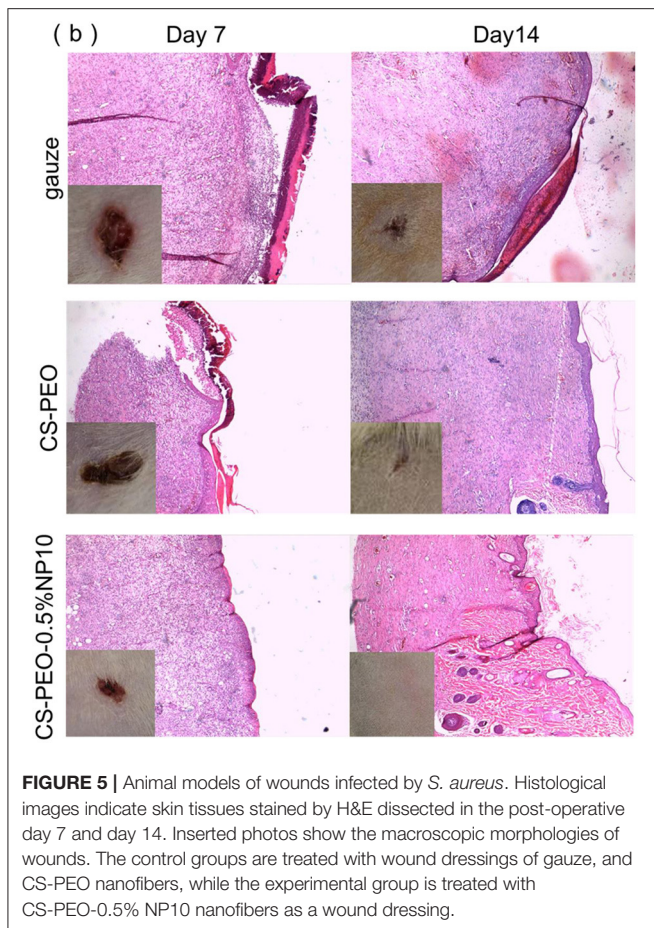 ( b )
Day 7
Day14
gauze
CS-PEO
CS-PEO-0.5%NP10
FIGURE 5 | Animal models of wounds infected by S. aureus. Histological
images indicate skin tissues stained by H&E dissected in the post-operative
day 7 and day 14. Inserted photos show the macroscopic morphologies of
wounds. The control groups are treated with wound dressings of gauze, and
CS-PEO nanofibers, while the experimental group is treated with
CS-PEO-0.5% NP10 nanofibers as a wound dressing.